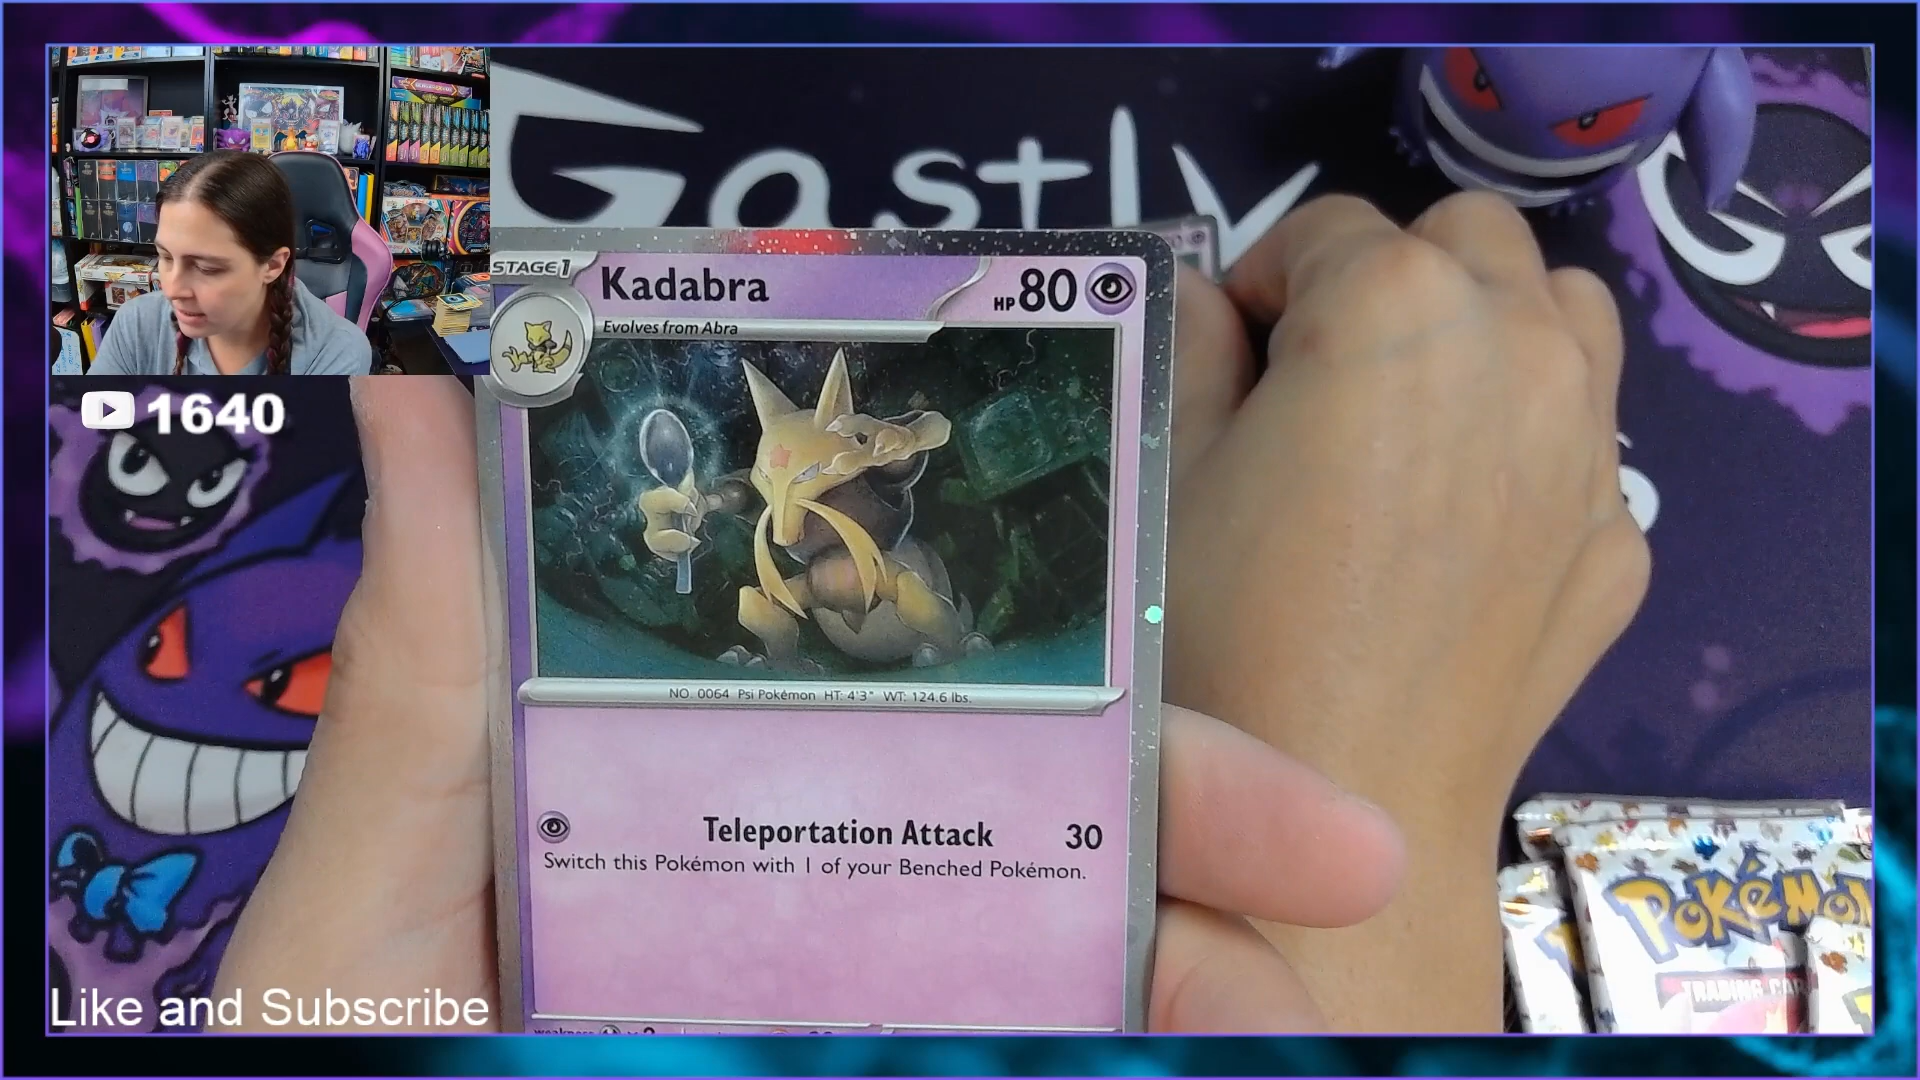 Gastly
STAGE 1
Kadabra
HP 80
Evolves from Abra
1640
NO. 0064 Psi Pokémon HT: 4'3" WT: 124.6 lbs.
Teleportation Attack 30
Switch this Pokémon with 1 of your Benched Pokémon.
POKÉMON
TRADING CAR
Like and Subscribe
weakness